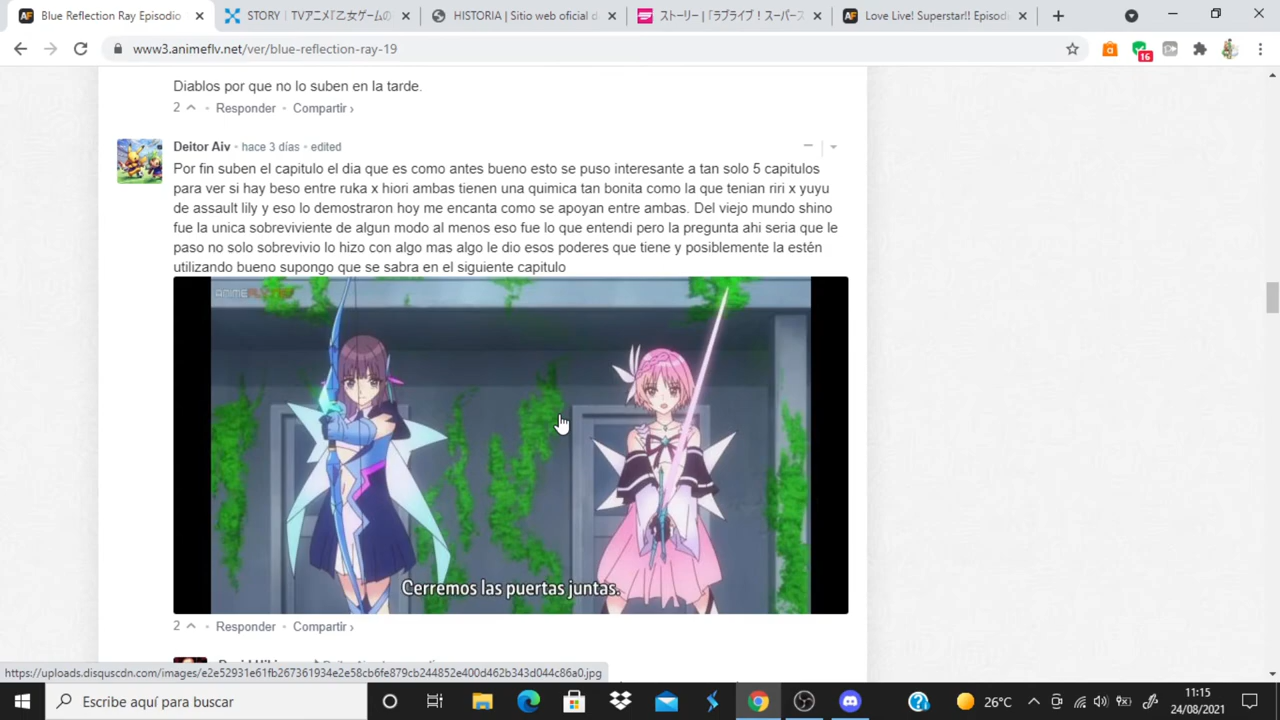 Blue Reflection Ray Episodio
STORY｜TVアニメ『乙女ゲームの
HISTORIA | Sitio web oficial d
ストーリー｜「ラブライブ！スーパース
Love Live! Superstar!! Episodi
www3.animeflv.net/ver/blue-reflection-ray-19
16
Diablos por que no lo suben en la tarde.
2 • Responder • Compartir ›
Deitor Aiv • hace 3 días • edited
Por fin suben el capitulo el dia que es como antes bueno esto se puso interesante a tan solo 5 capitulos
para ver si hay beso entre ruka x hiori ambas tienen una quimica tan bonita como la que tenian riri x yuyu
de assault lily y eso lo demostraron hoy me encanta como se apoyan entre ambas. Del viejo mundo shino
fue la unica sobreviviente de algun modo al menos eso fue lo que entendi pero la pregunta ahi seria que le
paso no solo sobrevivio lo hizo con algo mas algo le dio esos poderes que tiene y posiblemente la estén
utilizando bueno supongo que se sabra en el siguiente capitulo
Cerremos las puertas juntas.
2 • Responder • Compartir ›
https://uploads.disquscdn.com/images/e2e52931e61fb267361934e2e58cb6fe879cb244852e400d462b343d044c86a0.jpg
Escribe aquí para buscar
26°C
11:15
24/08/2021